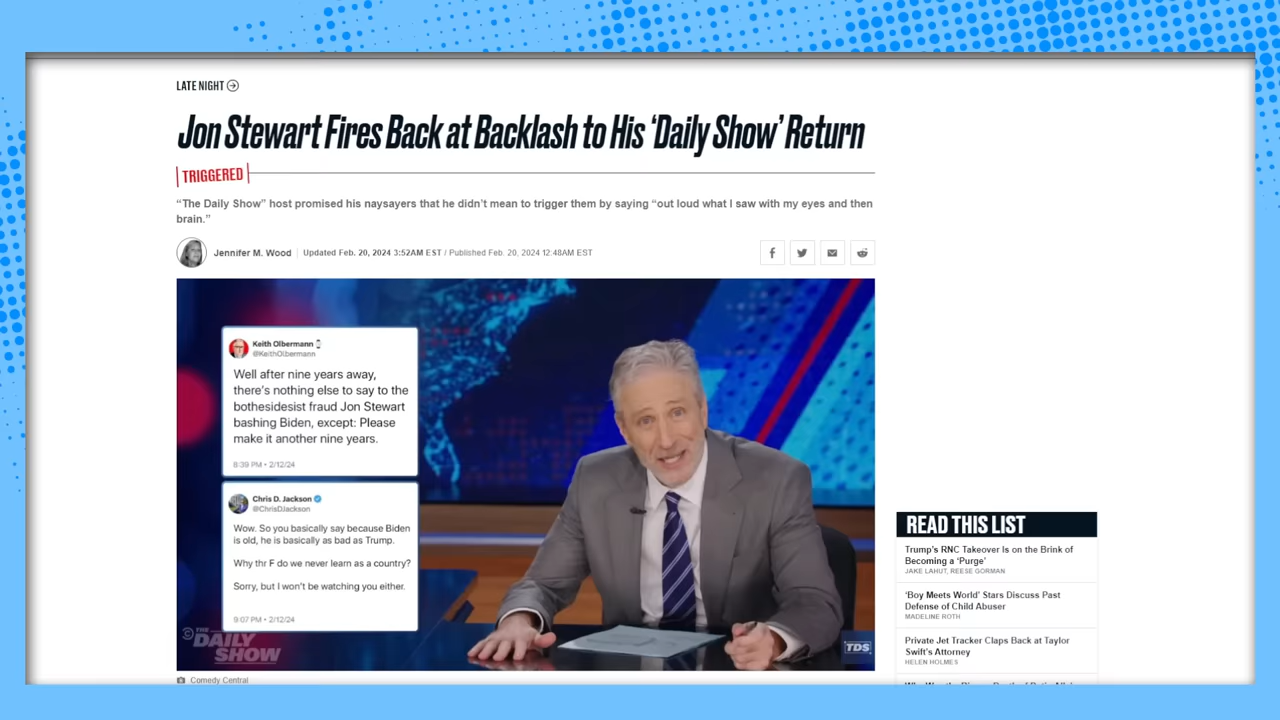 LATE NIGHT
Jon Stewart Fires Back at Backlash to His ‘Daily Show’ Return
TRIGGERED
“The Daily Show” host promised his naysayers that he didn’t mean to trigger them by saying “out loud what I saw with my eyes and then
brain.”
Jennifer M. Wood
Updated Feb. 20, 2024 3:52AM EST / Published Feb. 20, 2024 12:48AM EST
Keith Olbermann
@KeithOlbermann
Well after nine years away,
there’s nothing else to say to the
bothesidesist fraud Jon Stewart
bashing Biden, except: Please
make it another nine years.
8:39 PM • 2/12/24
Chris D. Jackson
@ChrisDJackson
Wow. So you basically say because Biden
is old, he is basically as bad as Trump.
Why thr F do we never learn as a country?
Sorry, but I won’t be watching you either.
9:07 PM • 2/12/24
THE
DAILY
SHOW
TDS
Comedy Central
READ THIS LIST
Trump’s RNC Takeover Is on the Brink of
Becoming a ‘Purge’
JAKE LAHUT, REESE GORMAN
‘Boy Meets World’ Stars Discuss Past
Defense of Child Abuser
MADELINE ROTH
Private Jet Tracker Claps Back at Taylor
Swift’s Attorney
HELEN HOLMES